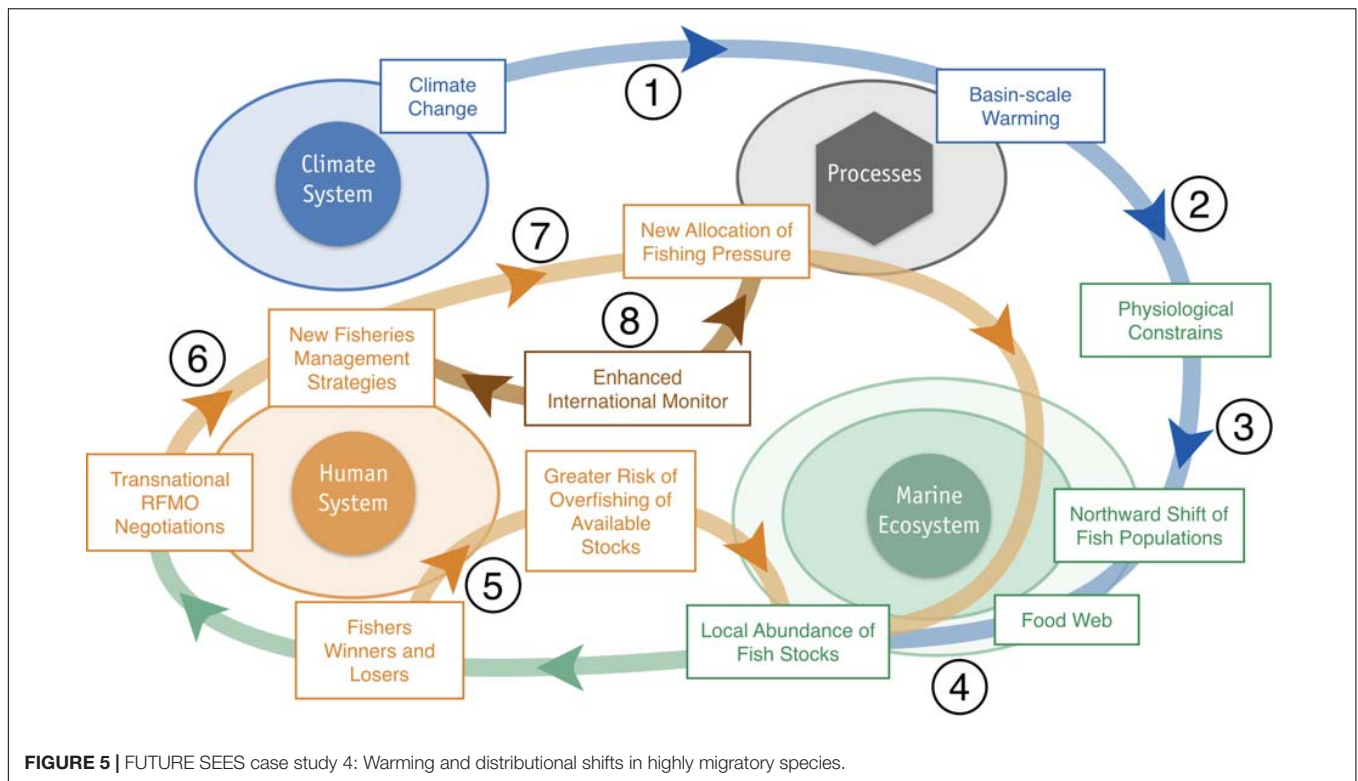 Climate
Change
1
Basin-scale
Warming
Climate
System
Processes
2
7
New Allocation of
Fishing Pressure
Physiological
Constrains
8
6
New Fisheries
Management
Strategies
Enhanced
International Monitor
3
Transnational
RFMO
Negotiations
Human
System
Greater Risk of
Overfishing of
Available
Stocks
Marine
Ecosystem
Northward Shift of
Fish Populations
5
Fishers
Winners and
Losers
Local Abundance of
Fish Stocks
Food Web
4
FIGURE 5 | FUTURE SEES case study 4: Warming and distributional shifts in highly migratory species.